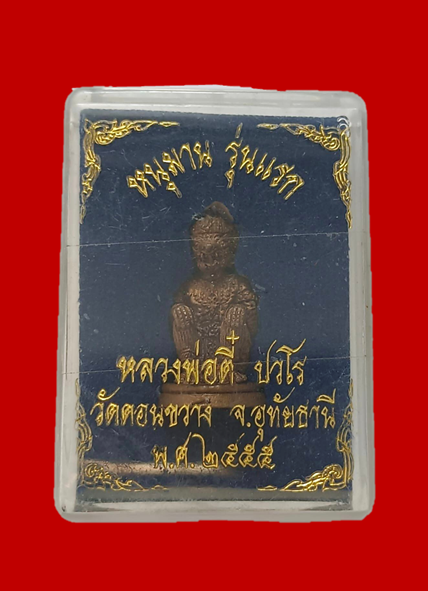 หนุมาน รุ่นแรก
หลวงพ่อตี๋ ปวโร
วัดดอนขวาง จ.อุทัยธานี
พ.ศ.๒๕๕๕